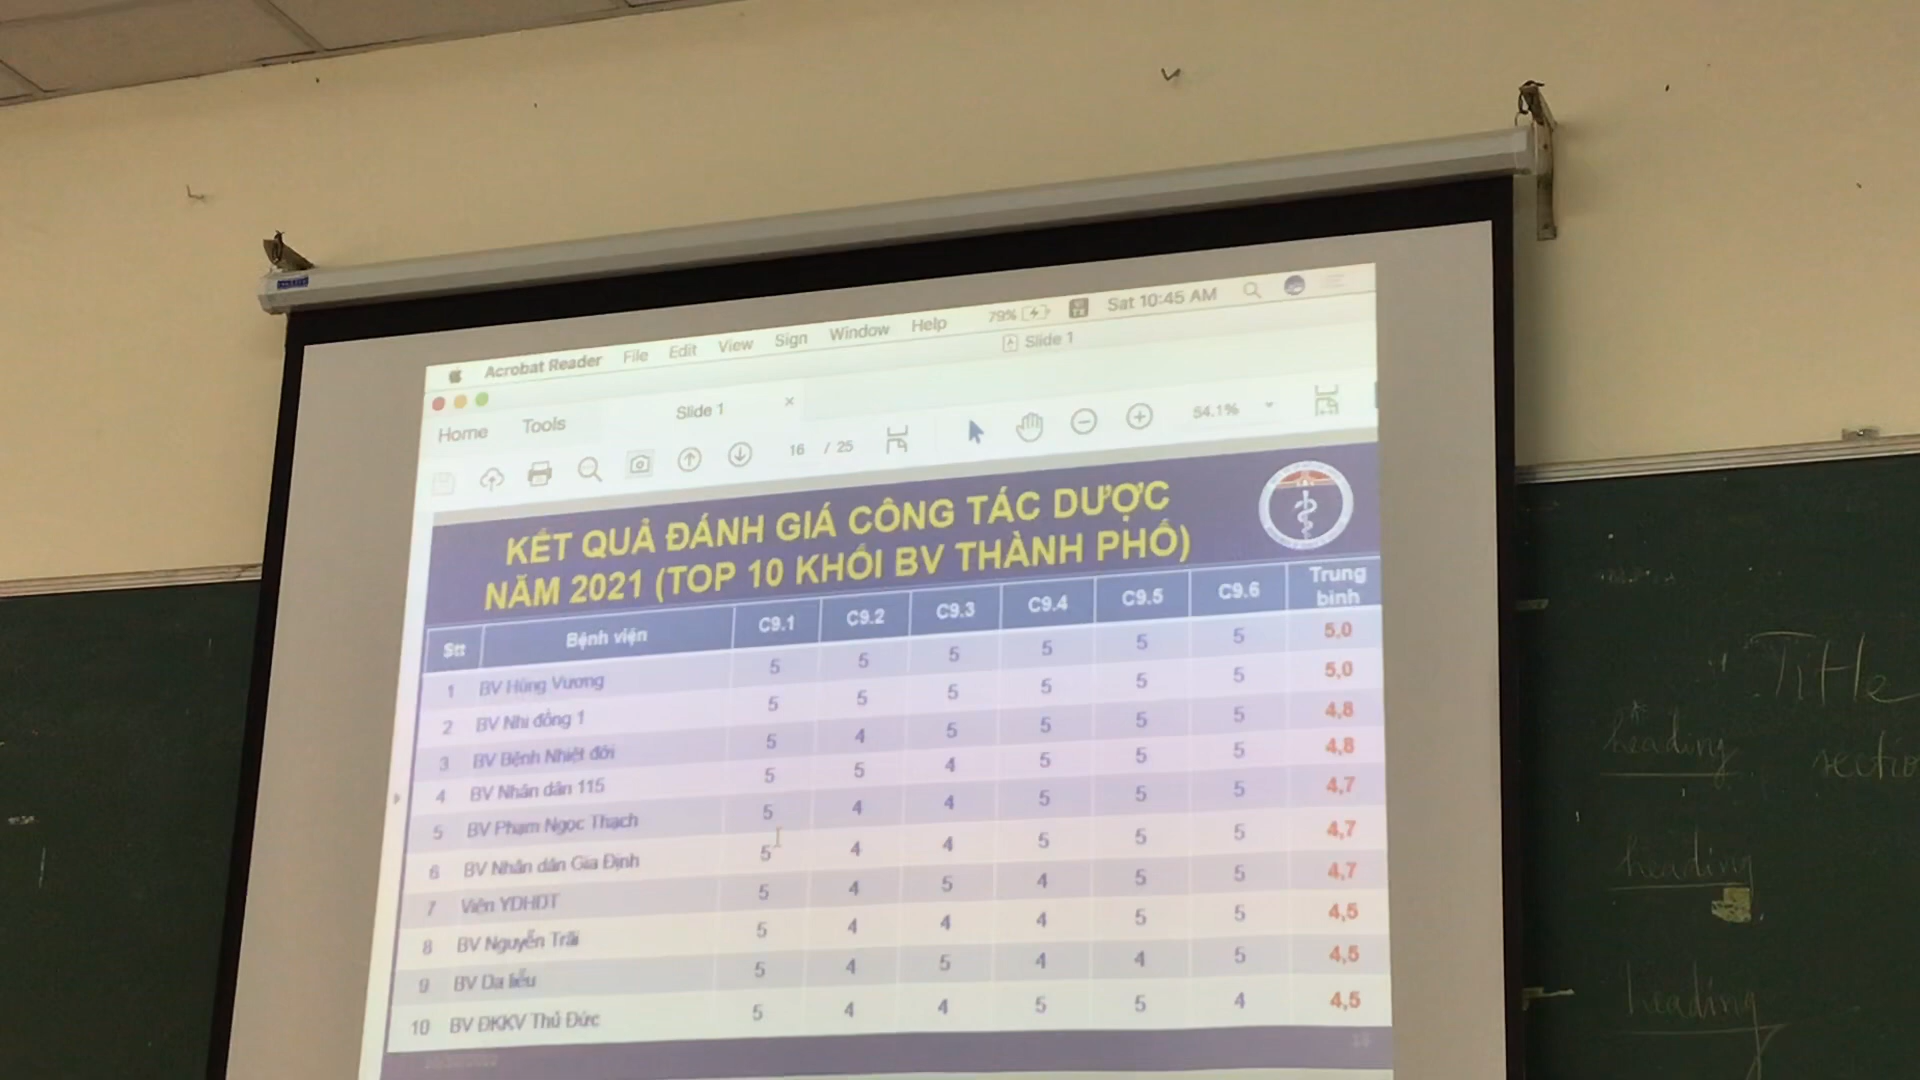 Acrobat Reader File Edit View Sign Window Help 79% Sat 10:45 AM
Slide 1
Home Tools Slide 1 ×
16 / 25 54.1%
KẾT QUẢ ĐÁNH GIÁ CÔNG TÁC DƯỢC
NĂM 2021 (TOP 10 KHỐI BV THÀNH PHỐ)
Stt Bệnh viện C9.1 C9.2 C9.3 C9.4 C9.5 C9.6 Trung bình
1 BV Hùng Vương 5 5 5 5 5 5 5,0
2 BV Nhi đồng 1 5 5 5 5 5 5 5,0
3 BV Bệnh Nhiệt đới 5 4 5 5 5 5 4,8
4 BV Nhân dân 115 5 5 4 5 5 5 4,8
5 BV Phạm Ngọc Thạch 5 4 4 5 5 5 4,7
6 BV Nhân dân Gia Định 5 4 4 5 5 5 4,7
7 Viện YDHDT 5 4 5 4 5 5 4,7
8 BV Nguyễn Trãi 5 4 4 4 5 5 4,5
9 BV Da liễu 5 4 5 4 4 5 4,5
10 BV ĐKKV Thủ Đức 5 4 4 5 5 4 4,5
Title
heading
heading
heading